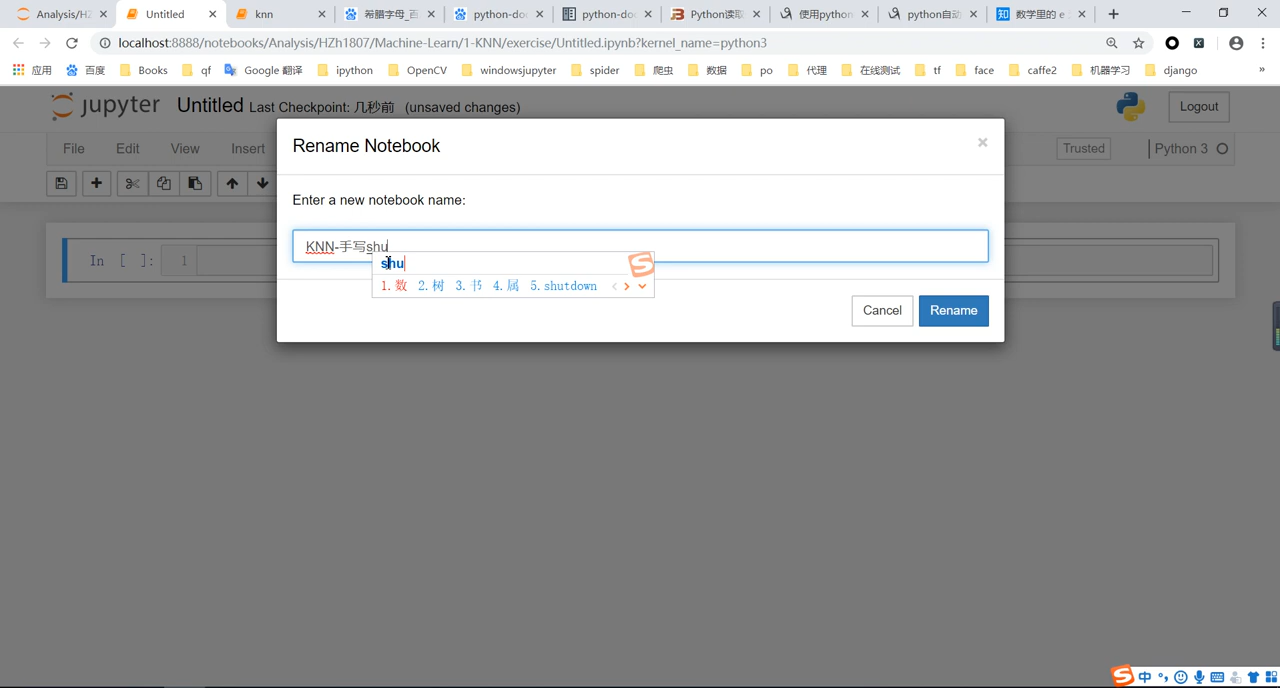 Analysis/HZ
Untitled
knn
希腊字母_百
python-doc
python-doc
Python读取
使用python
python自动
数学里的 e
localhost:8888/notebooks/Analysis/HZh1807/Machine-Learn/1-KNN/exercise/Untitled.ipynb?kernel_name=python3
应用 百度 Books qf Google 翻译 ipython OpenCV windowsjupyter spider 爬虫 数据 po 代理 在线测试 tf face caffe2 机器学习 django »
jupyter Untitled Last Checkpoint: 几秒前 (unsaved changes) Logout
File Edit View Insert Trusted Python 3
Rename Notebook ×
Enter a new notebook name:
KNN-手写shu
shu
1.数 2.树 3.书 4.属 5.shutdown
In [ ]: 1
Cancel Rename
中